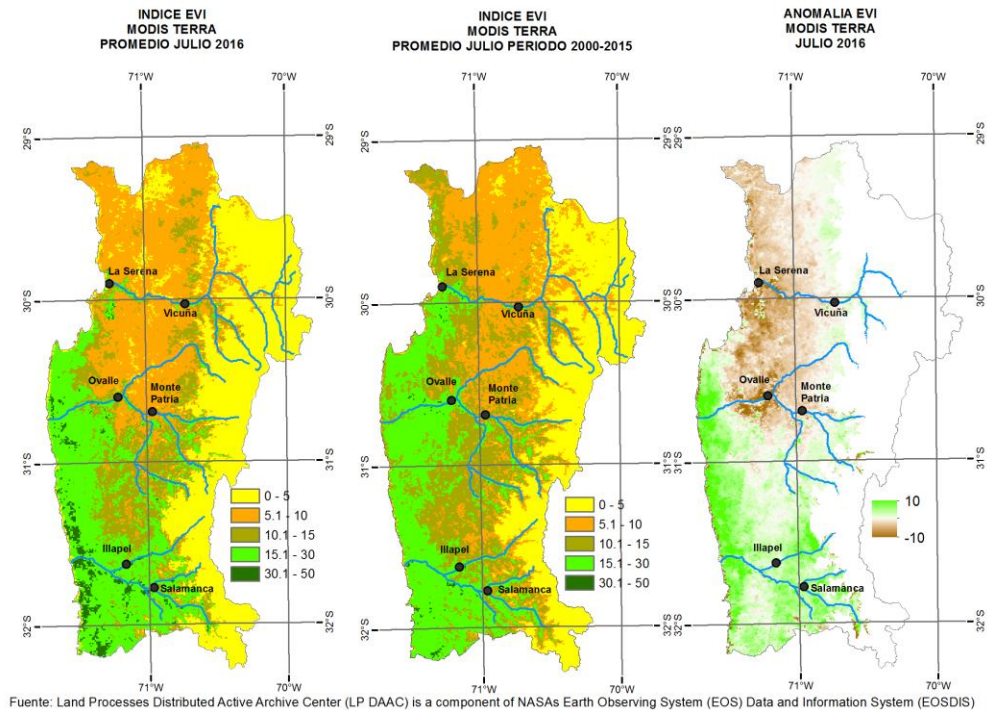 INDICE EVI
MODIS TERRA
PROMEDIO JULIO 2016
71°W
70°W
29°S
29°S
La Serena
30°S
30°S
Vicuña
Ovalle
Monte
Patria
31°S
31°S
0 - 5
5.1 - 10
10.1 - 15
15.1 - 30
30.1 - 50
Illapel
Salamanca
32°S
32°S
71°W
70°W
INDICE EVI
MODIS TERRA
PROMEDIO JULIO PERIODO 2000-2015
71°W
70°W
29°S
29°S
La Serena
30°S
30°S
Vicuña
Ovalle
Monte
Patria
31°S
31°S
0 - 5
5.1 - 10
10.1 - 15
15.1 - 30
30.1 - 50
Illapel
Salamanca
32°S
32°S
71°W
70°W
ANOMALIA EVI
MODIS TERRA
JULIO 2016
71°W
70°W
29°S
29°S
La Serena
30°S
30°S
Vicuña
Ovalle
Monte
Patria
31°S
31°S
10
-10
Illapel
Salamanca
32°S
32°S
71°W
70°W
Fuente: Land Processes Distributed Active Archive Center (LP DAAC) is a component of NASAs Earth Observing System (EOS) Data and Information System (EOSDIS)